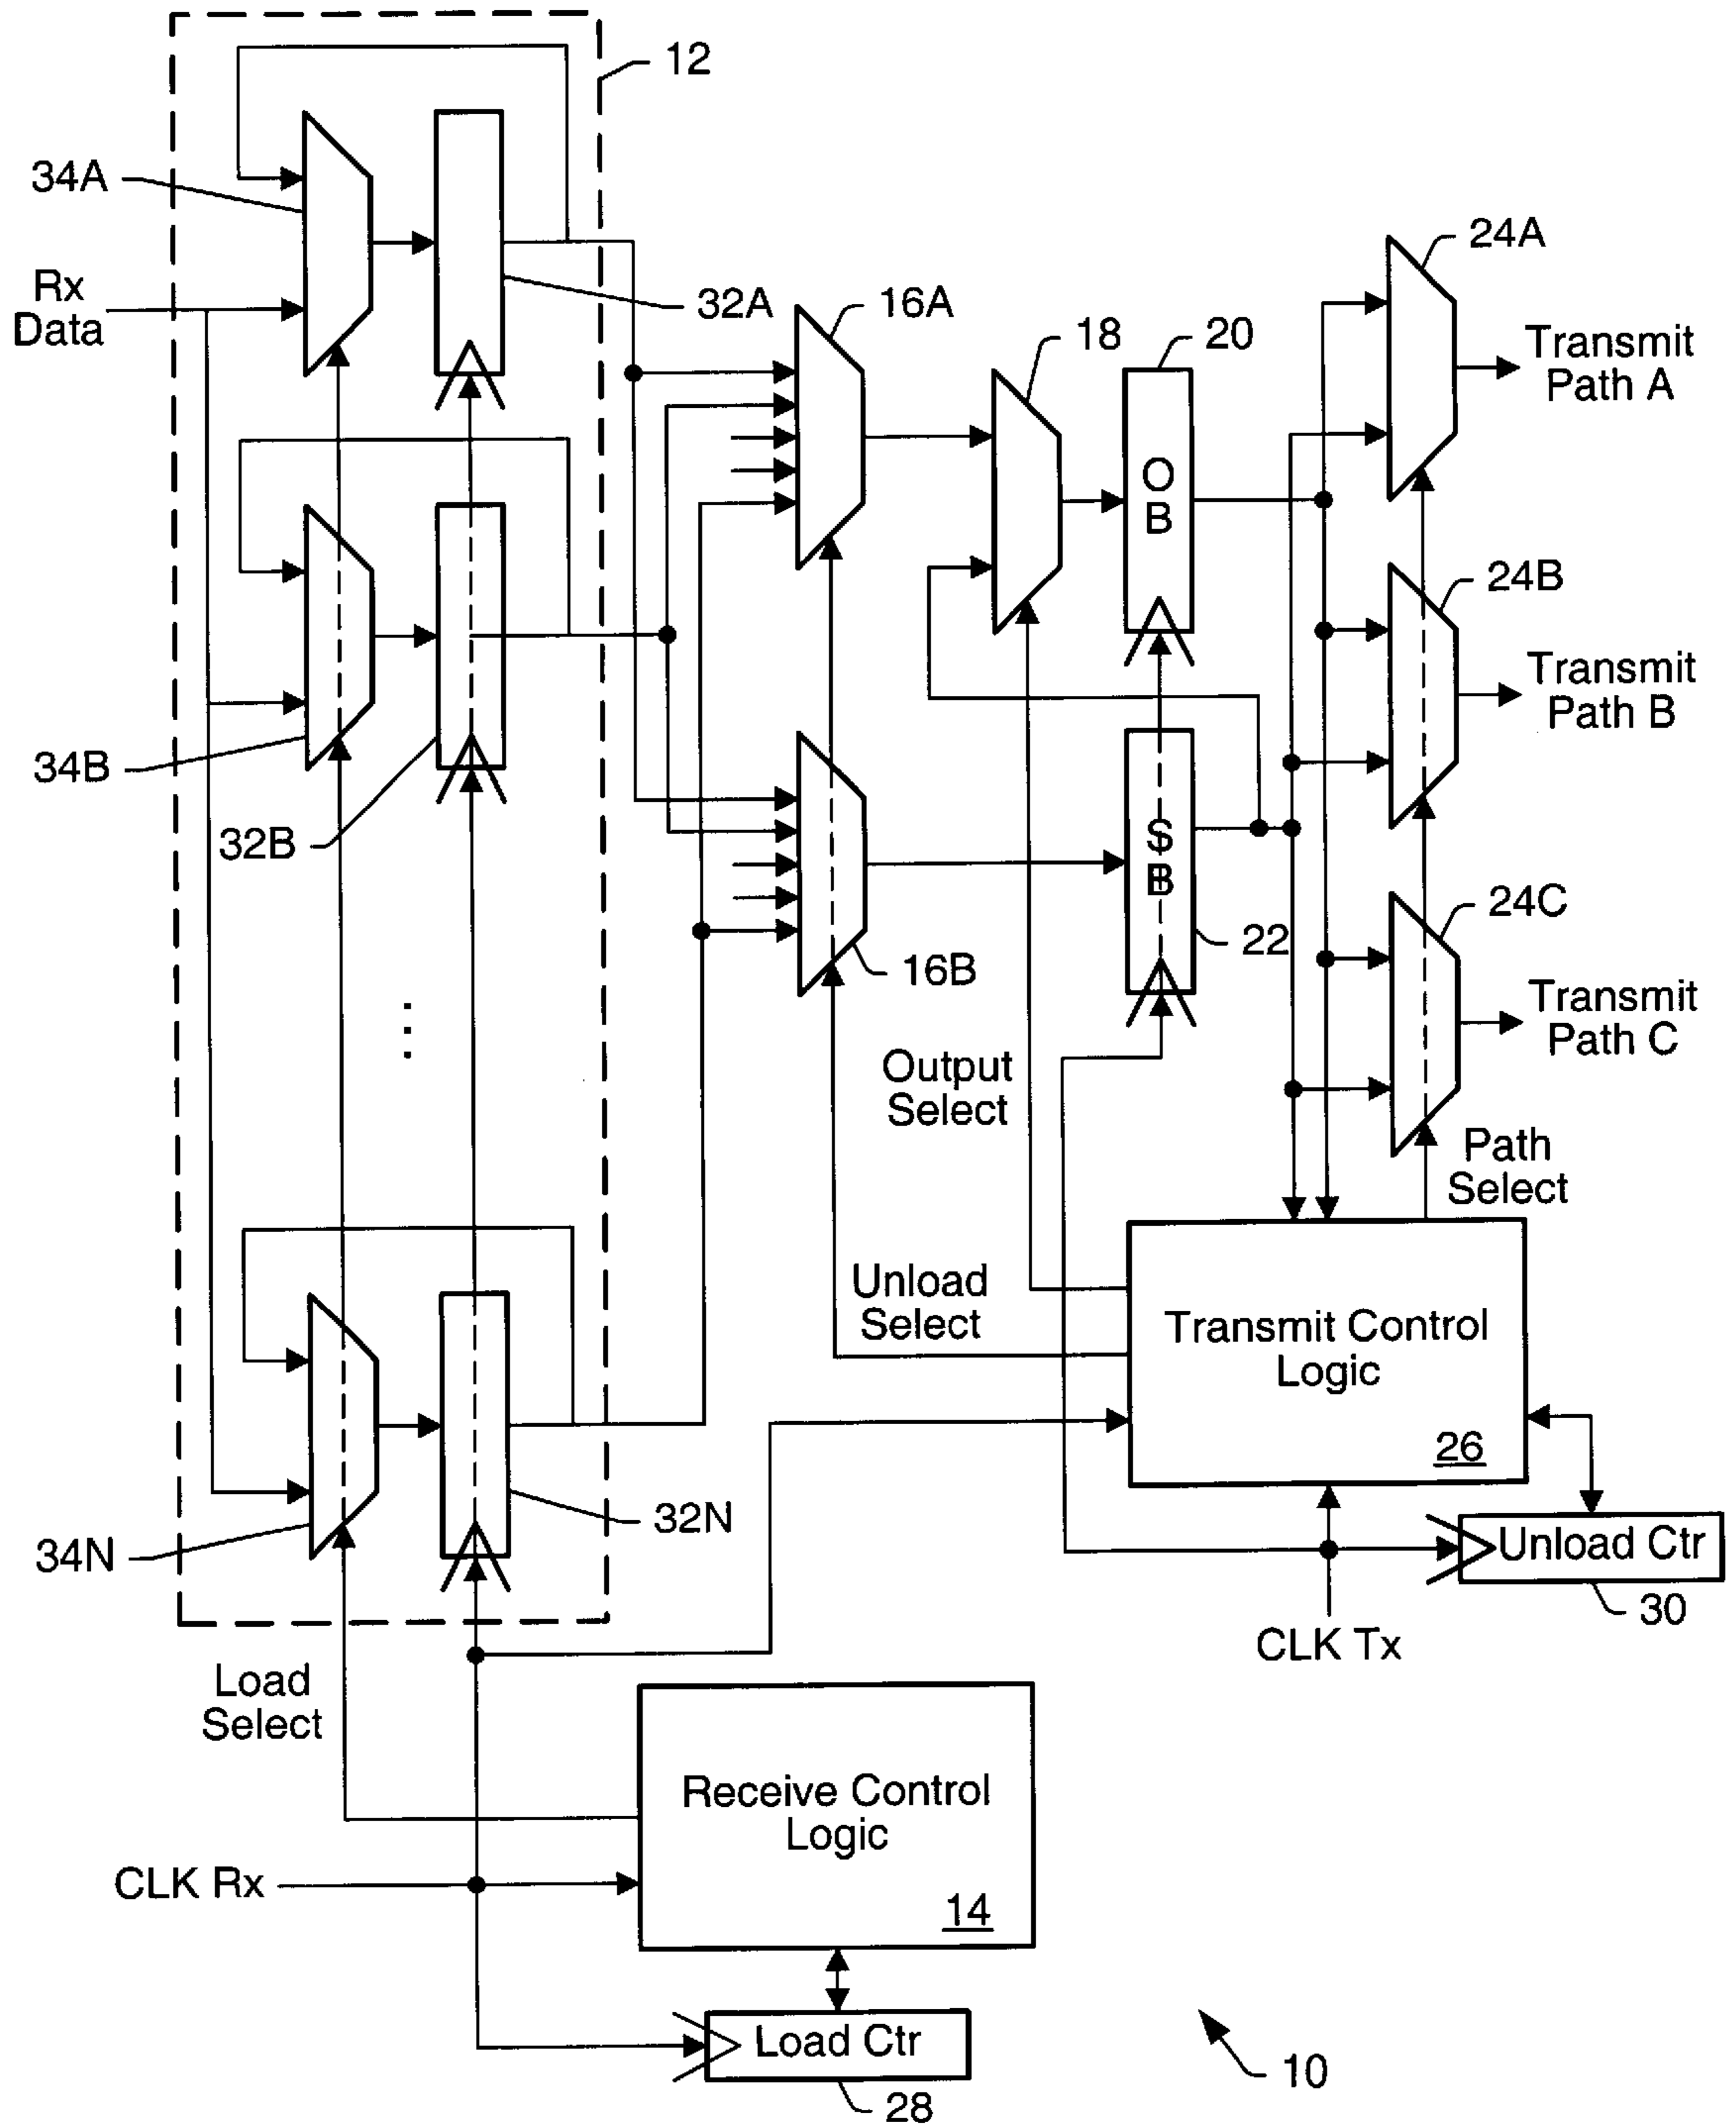 12
34A
Rx
Data
32A
16A
18
20
24A
Transmit
Path A
O
B
24B
Transmit
Path B
34B
32B
S
B
22
24C
16B
Transmit
Path C
Output
Select
Path
Select
Unload
Select
Transmit Control
Logic
26
32N
34N
Unload Ctr
30
CLK Tx
Load
Select
Receive Control
Logic
CLK Rx
14
Load Ctr
28
10